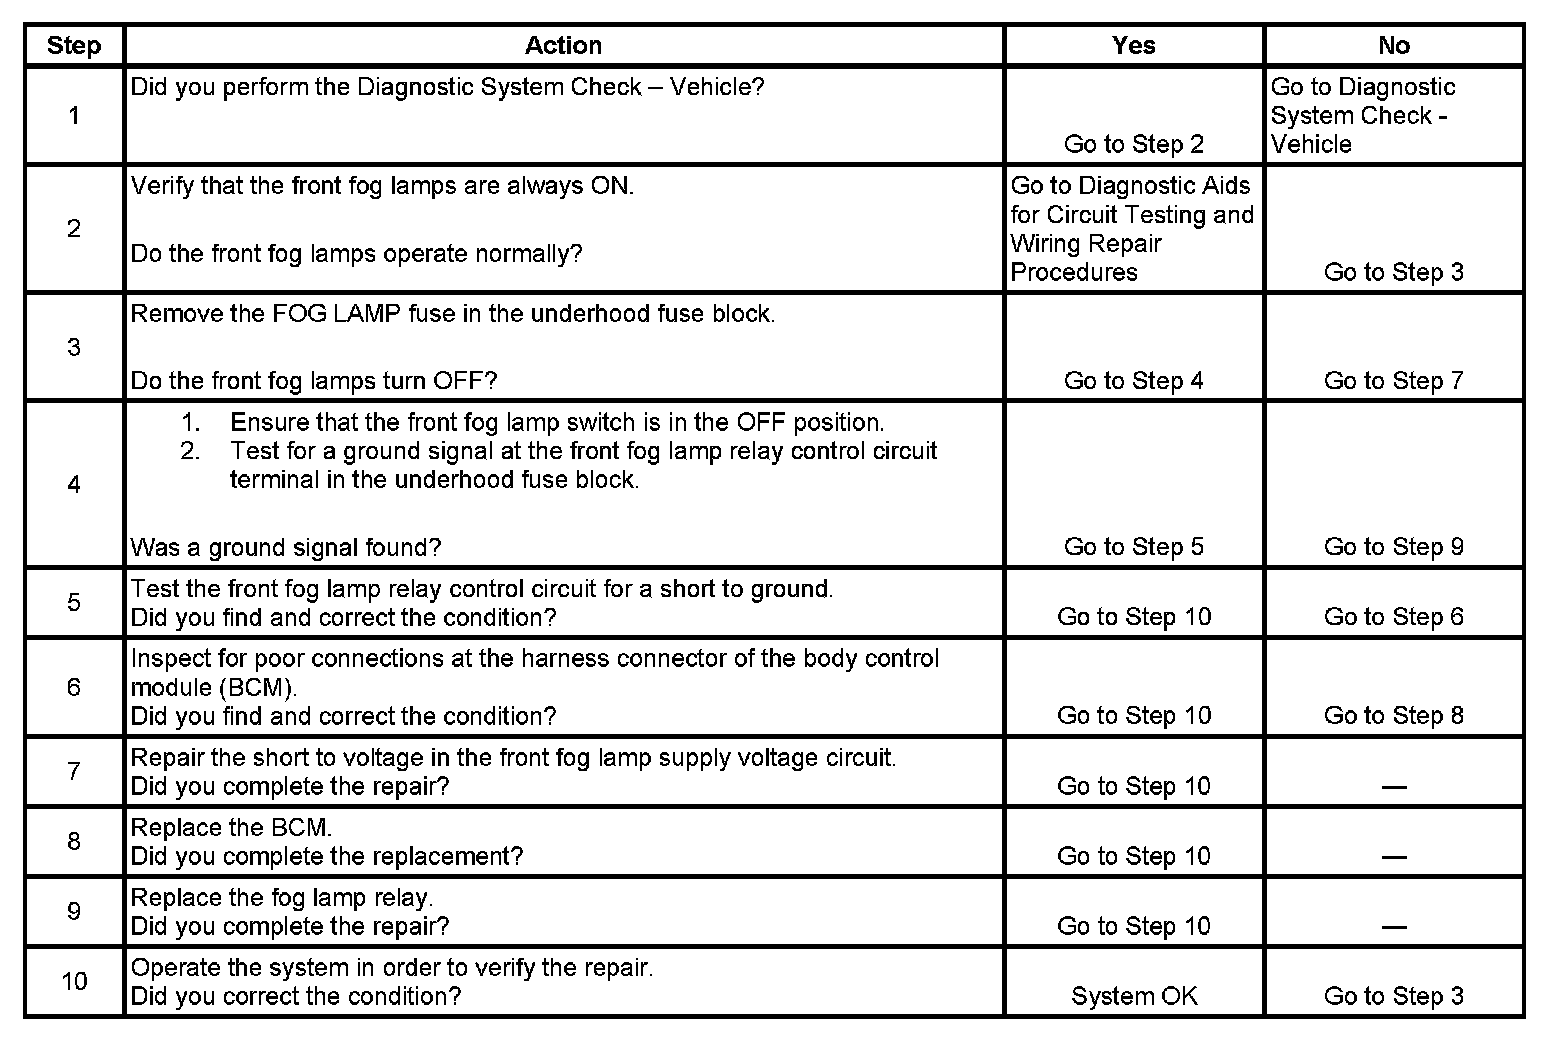 Step Action Yes No
1
Did you perform the Diagnostic System Check – Vehicle?
Go to Step 2
Go to Diagnostic
System Check -
Vehicle
2
Verify that the front fog lamps are always ON.
Do the front fog lamps operate normally?
Go to Diagnostic Aids
for Circuit Testing and
Wiring Repair
Procedures
Go to Step 3
3
Remove the FOG LAMP fuse in the underhood fuse block.
Do the front fog lamps turn OFF?
Go to Step 4
Go to Step 7
4
1. Ensure that the front fog lamp switch is in the OFF position.
2. Test for a ground signal at the front fog lamp relay control circuit
terminal in the underhood fuse block.
Was a ground signal found?
Go to Step 5
Go to Step 9
5
Test the front fog lamp relay control circuit for a short to ground.
Did you find and correct the condition?
Go to Step 10
Go to Step 6
6
Inspect for poor connections at the harness connector of the body control
module (BCM).
Did you find and correct the condition?
Go to Step 10
Go to Step 8
7
Repair the short to voltage in the front fog lamp supply voltage circuit.
Did you complete the repair?
Go to Step 10
—
8
Replace the BCM.
Did you complete the replacement?
Go to Step 10
—
9
Replace the fog lamp relay.
Did you complete the repair?
Go to Step 10
—
10
Operate the system in order to verify the repair.
Did you correct the condition?
System OK
Go to Step 3